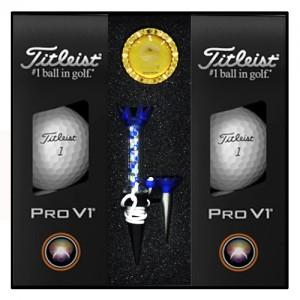 Titleist®
#1 ball in golf.®
Titleist
1
PRO V1®
Titleist®
#1 ball in golf.®
Titleist
1
PRO V1®